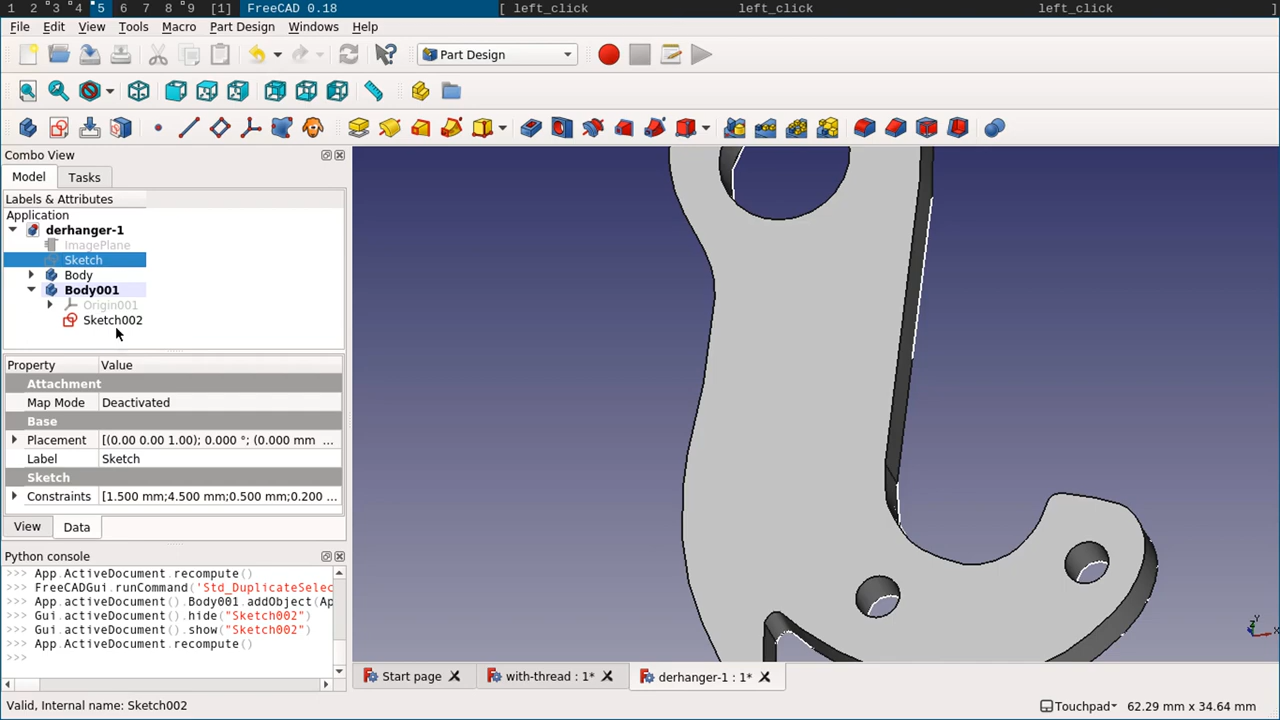 1 2 °3 °4 °5 6 7 8 9 [1] FreeCAD 0.18 [ left_click left_click left_click ]
File Edit View Tools Macro Part Design Windows Help
Part Design
Combo View
Model Tasks
Labels & Attributes
Application
derhanger-1
ImagePlane
Sketch
Body
Body001
Origin001
Sketch002
Property Value
Attachment
Map Mode Deactivated
Base
Placement [(0.00 0.00 1.00); 0.000 °; (0.000 mm ...
Label Sketch
Sketch
Constraints [1.500 mm;4.500 mm;0.500 mm;0.200 ...
View Data
Python console
>>> App.ActiveDocument.recompute()
>>> FreeCADGui.runCommand('Std_DuplicateSelec
>>> App.activeDocument().Body001.addObject(Ap
>>> Gui.activeDocument().hide("Sketch002")
>>> Gui.activeDocument().show("Sketch002")
>>> App.ActiveDocument.recompute()
>>>
Y
Z X
Start page with-thread : 1* derhanger-1 : 1*
Valid, Internal name: Sketch002 Touchpad 62.29 mm x 34.64 mm